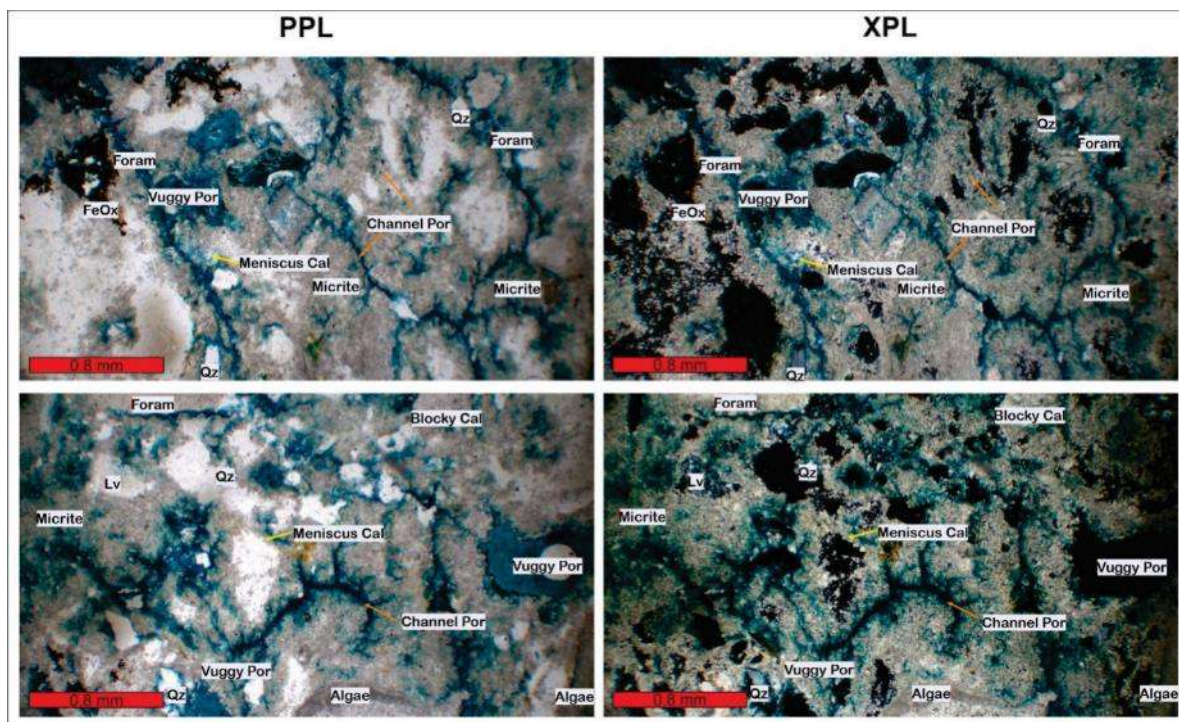 PPL
XPL
Qz
Foram
Foram
Vuggy Por
FeOx
Channel Por
Meniscus Cal
Micrite
Micrite
0.8 mm
Qz
Qz
Foram
Foram
Vuggy Por
FeOx
Channel Por
Meniscus Cal
Micrite
Micrite
0.8 mm
Qz
Foram
Blocky Cal
Qz
Lv
Micrite
Meniscus Cal
Vuggy Por
Channel Por
Vuggy Por
0.8 mm
Qz
Algae
Algae
Foram
Blocky Cal
Qz
Lv
Micrite
Meniscus Cal
Vuggy Por
Channel Por
Vuggy Por
0.8 mm
Qz
Algae
Algae